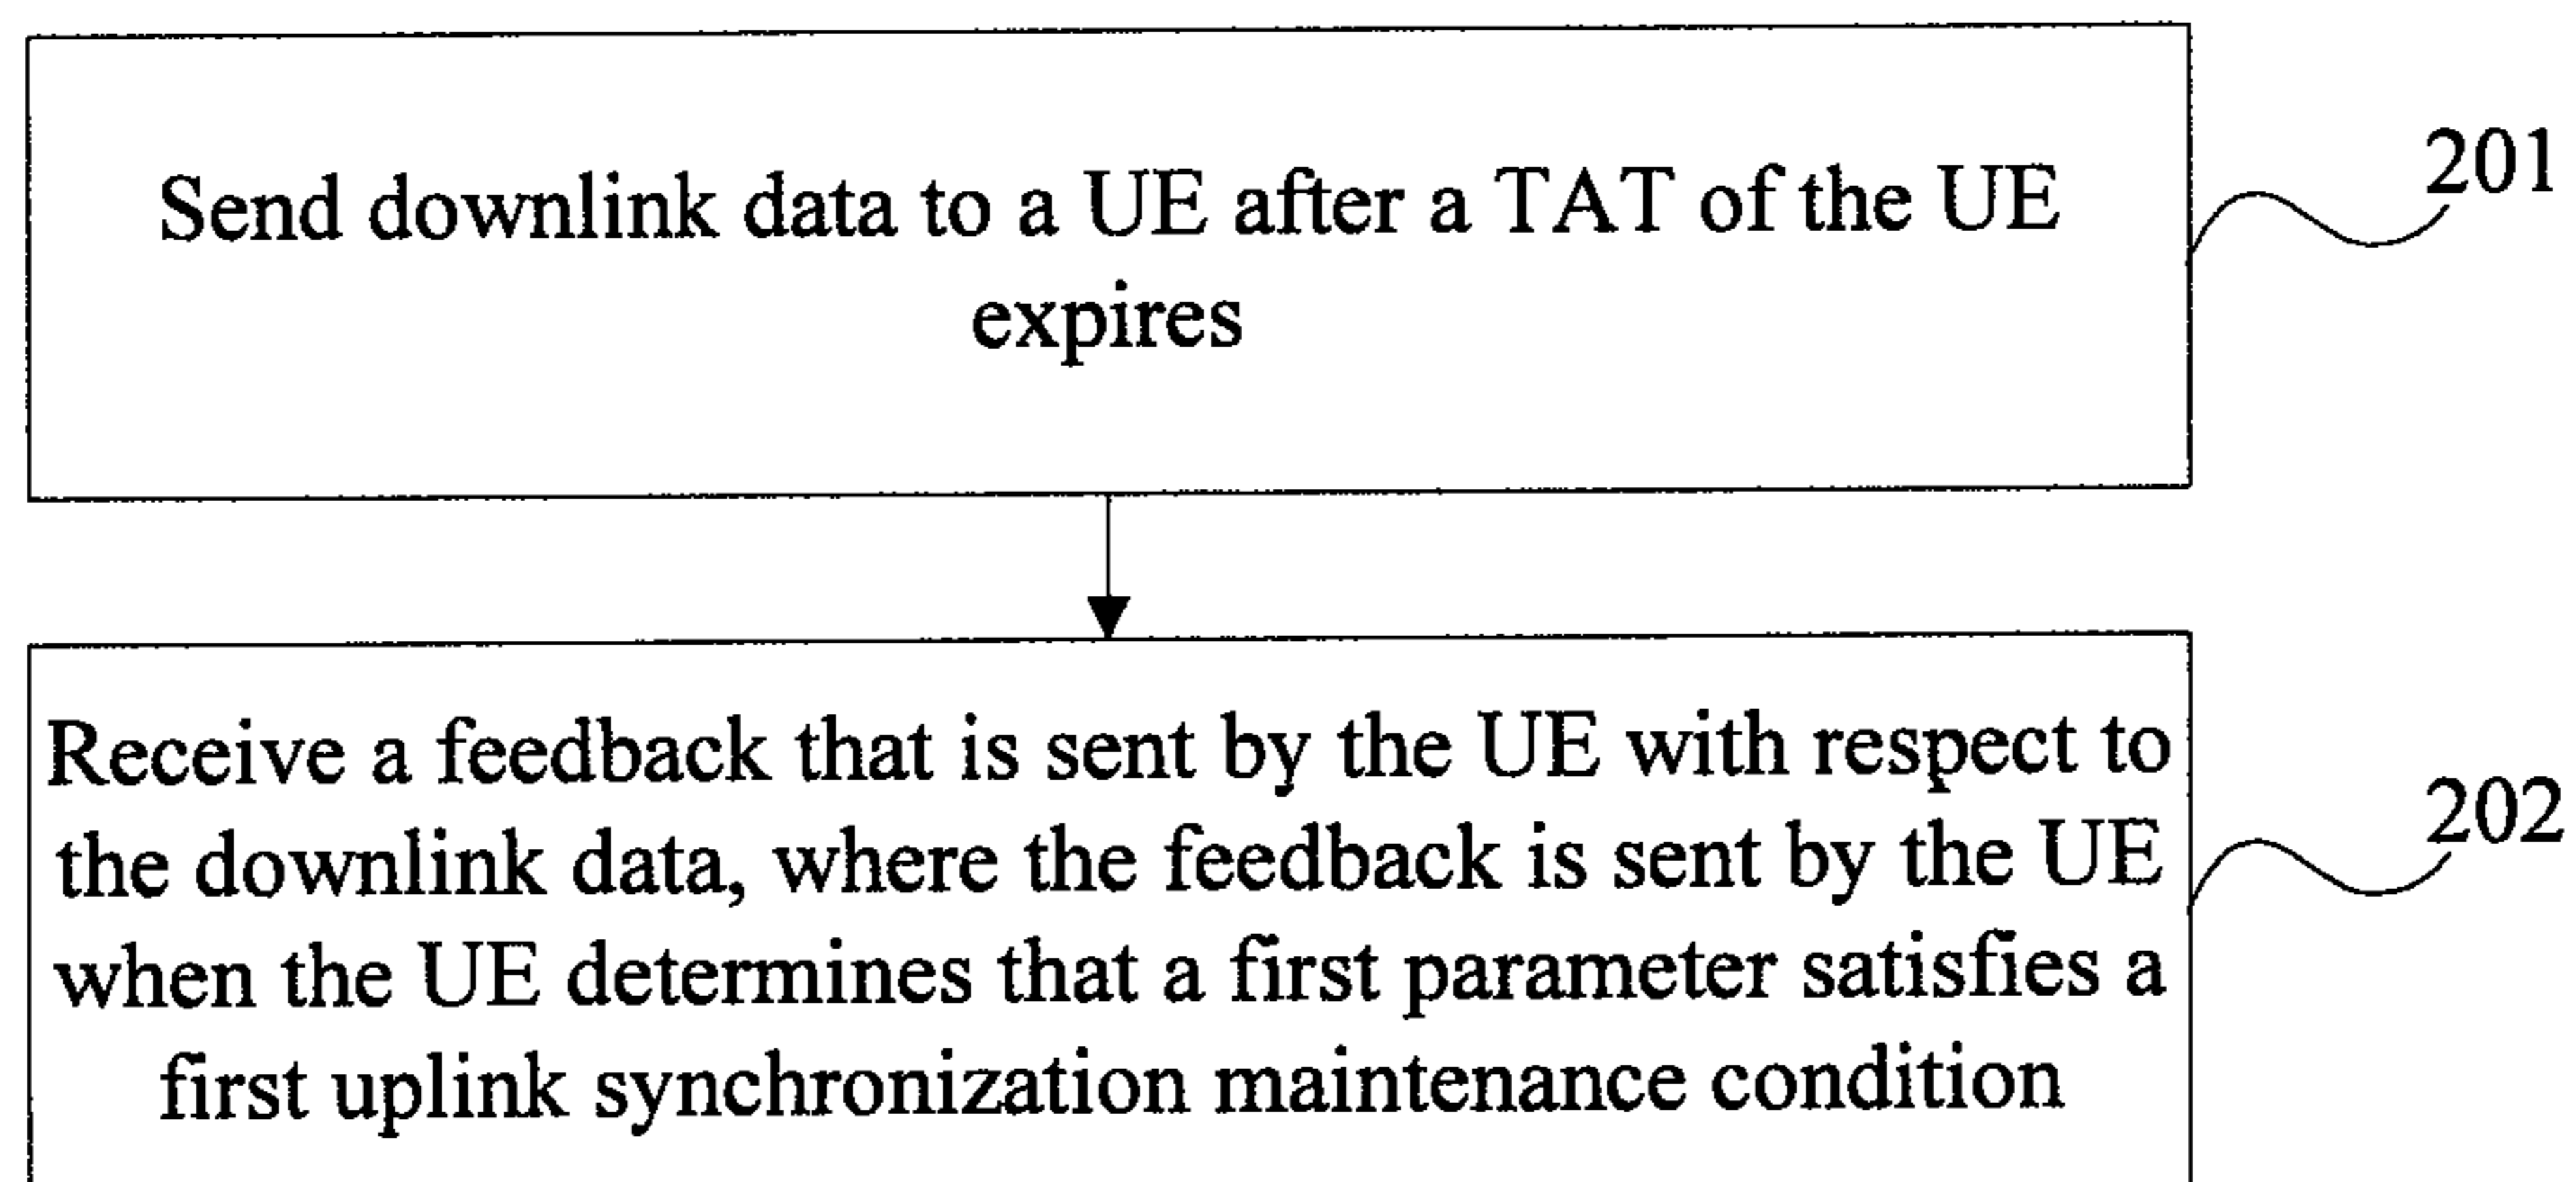 Send downlink data to a UE after a TAT of the UE
expires
201
Receive a feedback that is sent by the UE with respect to
the downlink data, where the feedback is sent by the UE
when the UE determines that a first parameter satisfies a
first uplink synchronization maintenance condition
202